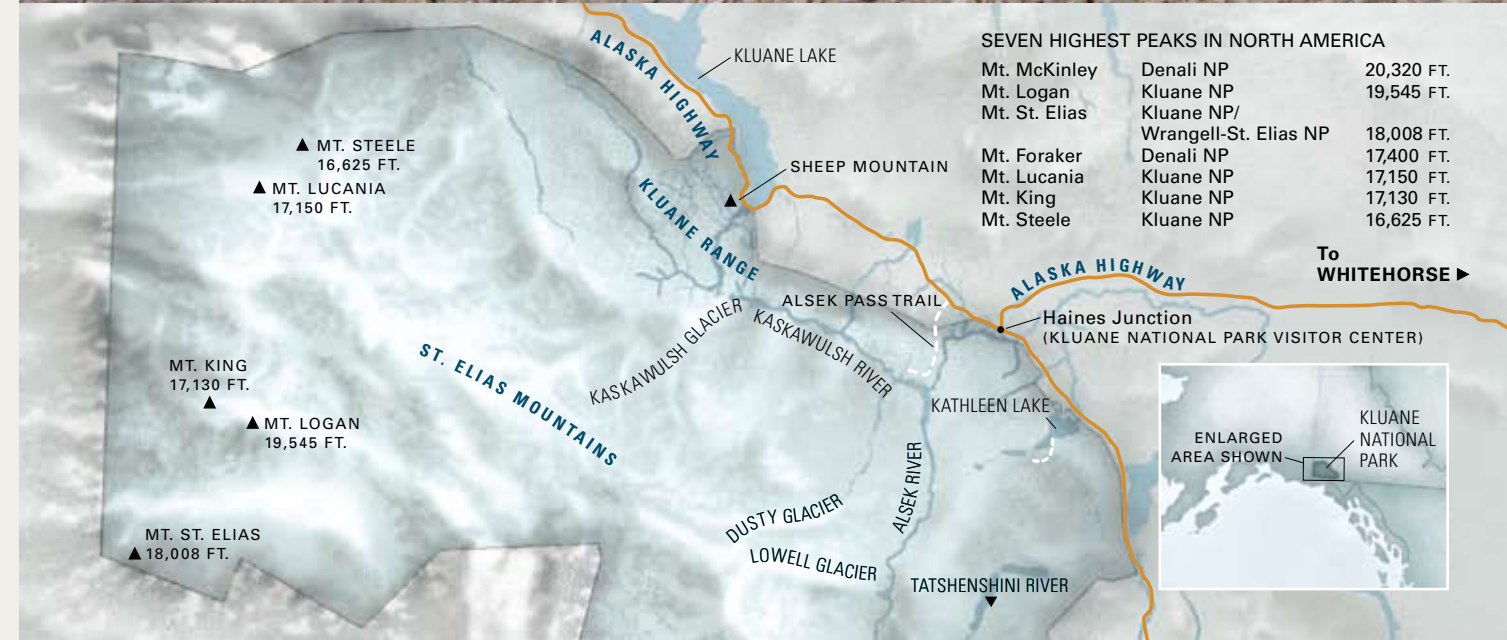 ALASKA HIGHWAY
KLUANE LAKE
SEVEN HIGHEST PEAKS IN NORTH AMERICA
Mt. McKinley Denali NP 20,320 FT.
Mt. Logan Kluane NP 19,545 FT.
Mt. St. Elias Kluane NP/
Wrangell-St. Elias NP 18,008 FT.
Mt. Foraker Denali NP 17,400 FT.
Mt. Lucania Kluane NP 17,150 FT.
Mt. King Kluane NP 17,130 FT.
Mt. Steele Kluane NP 16,625 FT.
▲ MT. STEELE
16,625 FT.
▲ MT. LUCANIA
17,150 FT.
SHEEP MOUNTAIN
KLUANE RANGE
To
WHITEHORSE ▶
ALASKA HIGHWAY
ALSEK PASS TRAIL
Haines Junction
(KLUANE NATIONAL PARK VISITOR CENTER)
KASKAWULSH GLACIER
KASKAWULSH RIVER
ST. ELIAS MOUNTAINS
MT. KING
17,130 FT.
▲ MT. LOGAN
19,545 FT.
KATHLEEN LAKE
KLUANE
NATIONAL
PARK
ENLARGED
AREA SHOWN
ALSEK RIVER
DUSTY GLACIER
LOWELL GLACIER
MT. ST. ELIAS
▲ 18,008 FT.
TATSHENSHINI RIVER
▼